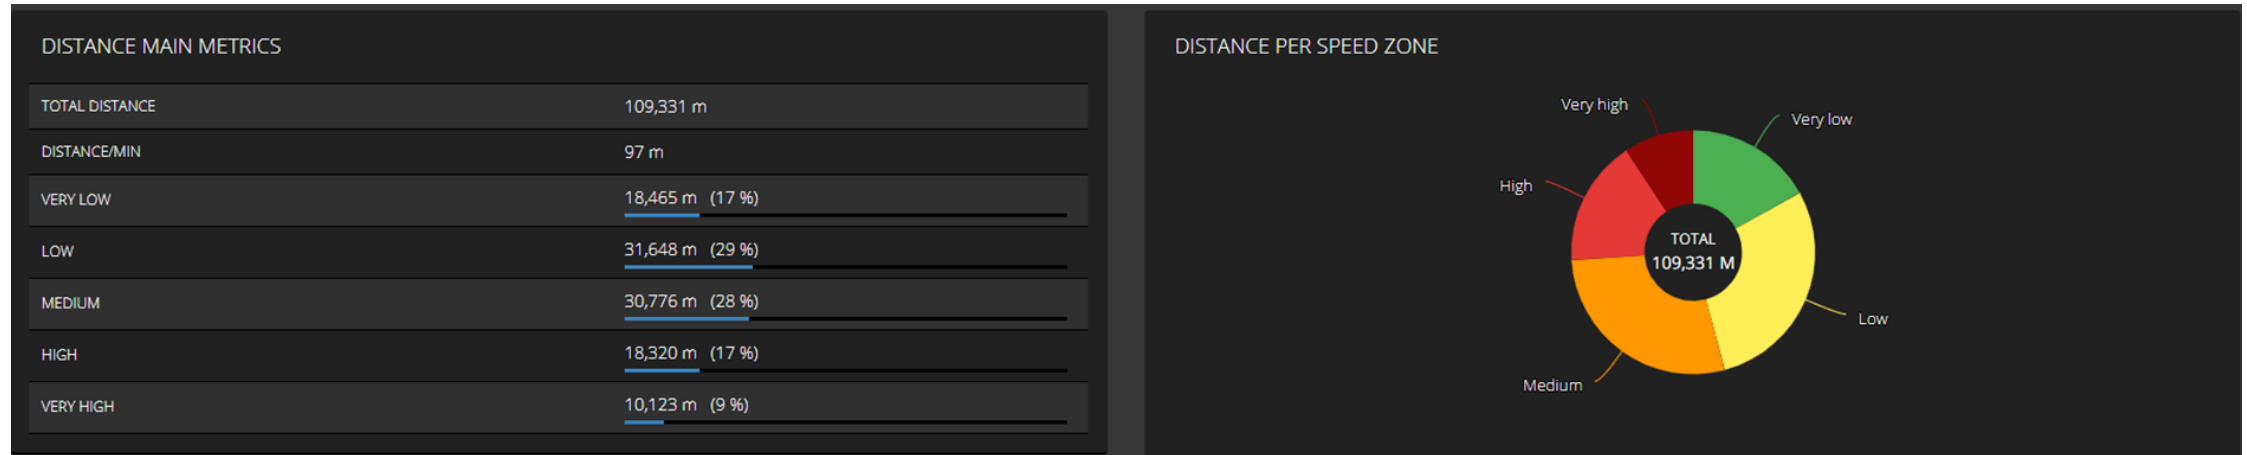 DISTANCE MAIN METRICS
TOTAL DISTANCE 109,331 m
DISTANCE/MIN 97 m
VERY LOW 18,465 m (17 %)
LOW 31,648 m (29 %)
MEDIUM 30,776 m (28 %)
HIGH 18,320 m (17 %)
VERY HIGH 10,123 m (9 %)
DISTANCE PER SPEED ZONE
Very high
Very low
High
TOTAL
109,331 M
Low
Medium